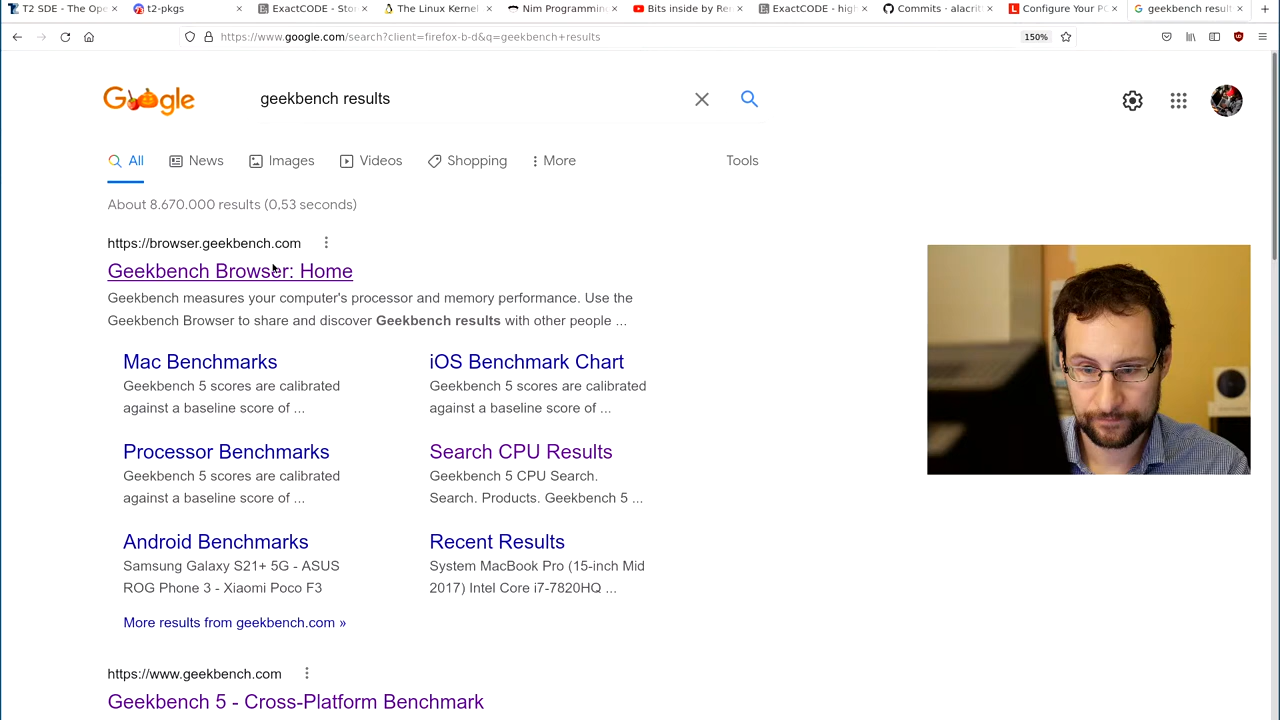 T2 SDE - The Ope
t2-pkgs
ExactCODE - Stor
The Linux Kernel
Nim Programmin
Bits inside by Re
ExactCODE - high
Commits · alacrit
Configure Your PC
geekbench result
https://www.google.com/search?client=firefox-b-d&q=geekbench+results
150%
Google
geekbench results
All
News
Images
Videos
Shopping
More
Tools
About 8.670.000 results (0,53 seconds)
https://browser.geekbench.com
Geekbench Browser: Home
Geekbench measures your computer's processor and memory performance. Use the
Geekbench Browser to share and discover Geekbench results with other people ...
Mac Benchmarks
Geekbench 5 scores are calibrated
against a baseline score of ...
iOS Benchmark Chart
Geekbench 5 scores are calibrated
against a baseline score of ...
Processor Benchmarks
Geekbench 5 scores are calibrated
against a baseline score of ...
Search CPU Results
Geekbench 5 CPU Search.
Search. Products. Geekbench 5 ...
Android Benchmarks
Samsung Galaxy S21+ 5G - ASUS
ROG Phone 3 - Xiaomi Poco F3
Recent Results
System MacBook Pro (15-inch Mid
2017) Intel Core i7-7820HQ ...
More results from geekbench.com »
https://www.geekbench.com
Geekbench 5 - Cross-Platform Benchmark